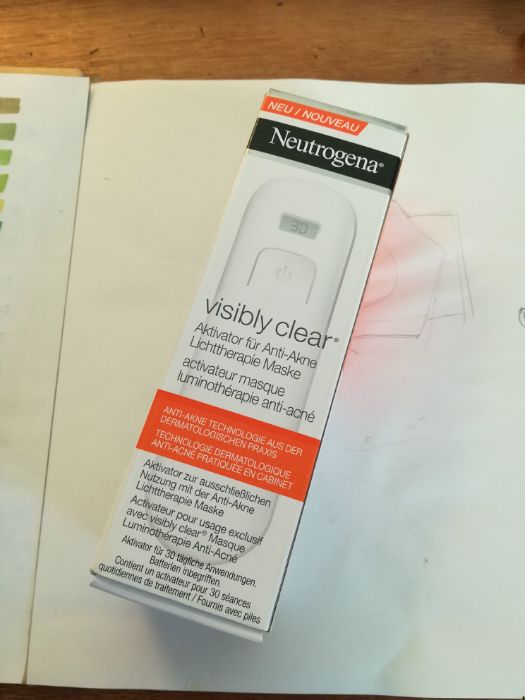 NEU / NOUVEAU
Neutrogena®
30
visibly clear®
Aktivator für Anti-Akne
Lichttherapie Maske
activateur masque
luminothérapie anti-acné
ANTI-AKNE TECHNOLOGIE AUS DER
DERMATOLOGISCHEN PRAXIS
TECHNOLOGIE DERMATOLOGIQUE
ANTI-ACNÉ PRATIQUÉE EN CABINET
Aktivator zur ausschließlichen
Nutzung mit der Anti-Akne
Lichttherapie Maske
Activateur pour usage exclusif
avec visibly clear® Masque
Luminothérapie Anti-Acné
Aktivator für 30 tägliche Anwendungen.
Batterien inbegriffen.
Contient un activateur pour 30 séances
quotidiennes de traitement / Fournis avec piles